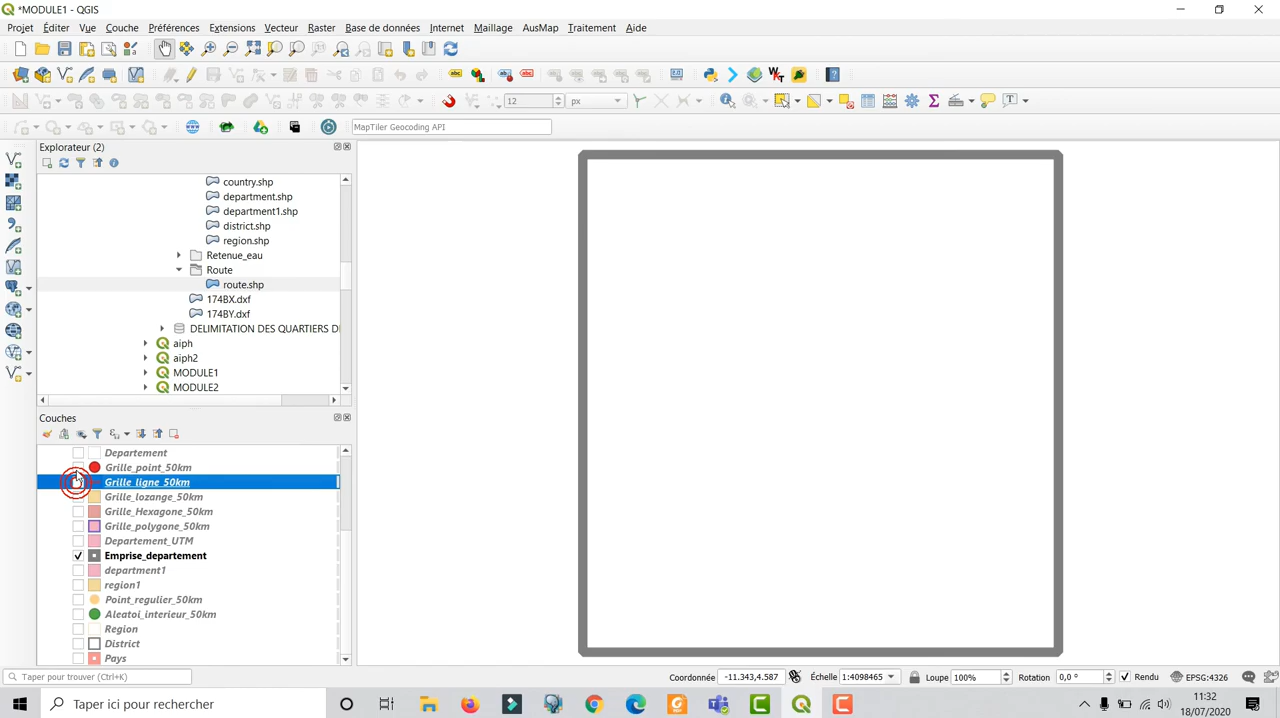 *MODULE1 - QGIS
Projet Éditer Vue Couche Préférences Extensions Vecteur Raster Base de données Internet Maillage AusMap Traitement Aide
12 px
MapTiler Geocoding API
Explorateur (2)
country.shp
department.shp
department1.shp
district.shp
region.shp
Retenue_eau
Route
route.shp
174BX.dxf
174BY.dxf
DELIMITATION DES QUARTIERS D
aiph
aiph2
MODULE1
MODULE2
Couches
Departement
Grille_point_50km
Grille_ligne_50km
Grille_lozange_50km
Grille_Hexagone_50km
Grille_polygone_50km
Departement_UTM
Emprise_departement
department1
region1
Point_regulier_50km
Aleatoi_interieur_50km
Region
District
Pays
Taper pour trouver (Ctrl+K) Coordonnée -11.343,4.587 Échelle 1:4098465 Loupe 100% Rotation 0,0 ° Rendu EPSG:4326
Taper ici pour rechercher
11:32
18/07/2020